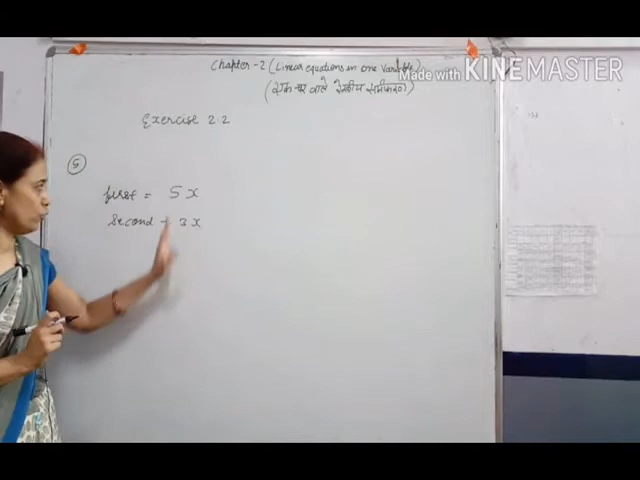 Chapter-2 (Linear equations in one variable)
Made with KINEMASTER
(एक चर वाले रैखिक समीकरण)
Exercise 2.2
5
first = 5x
Second = 3x